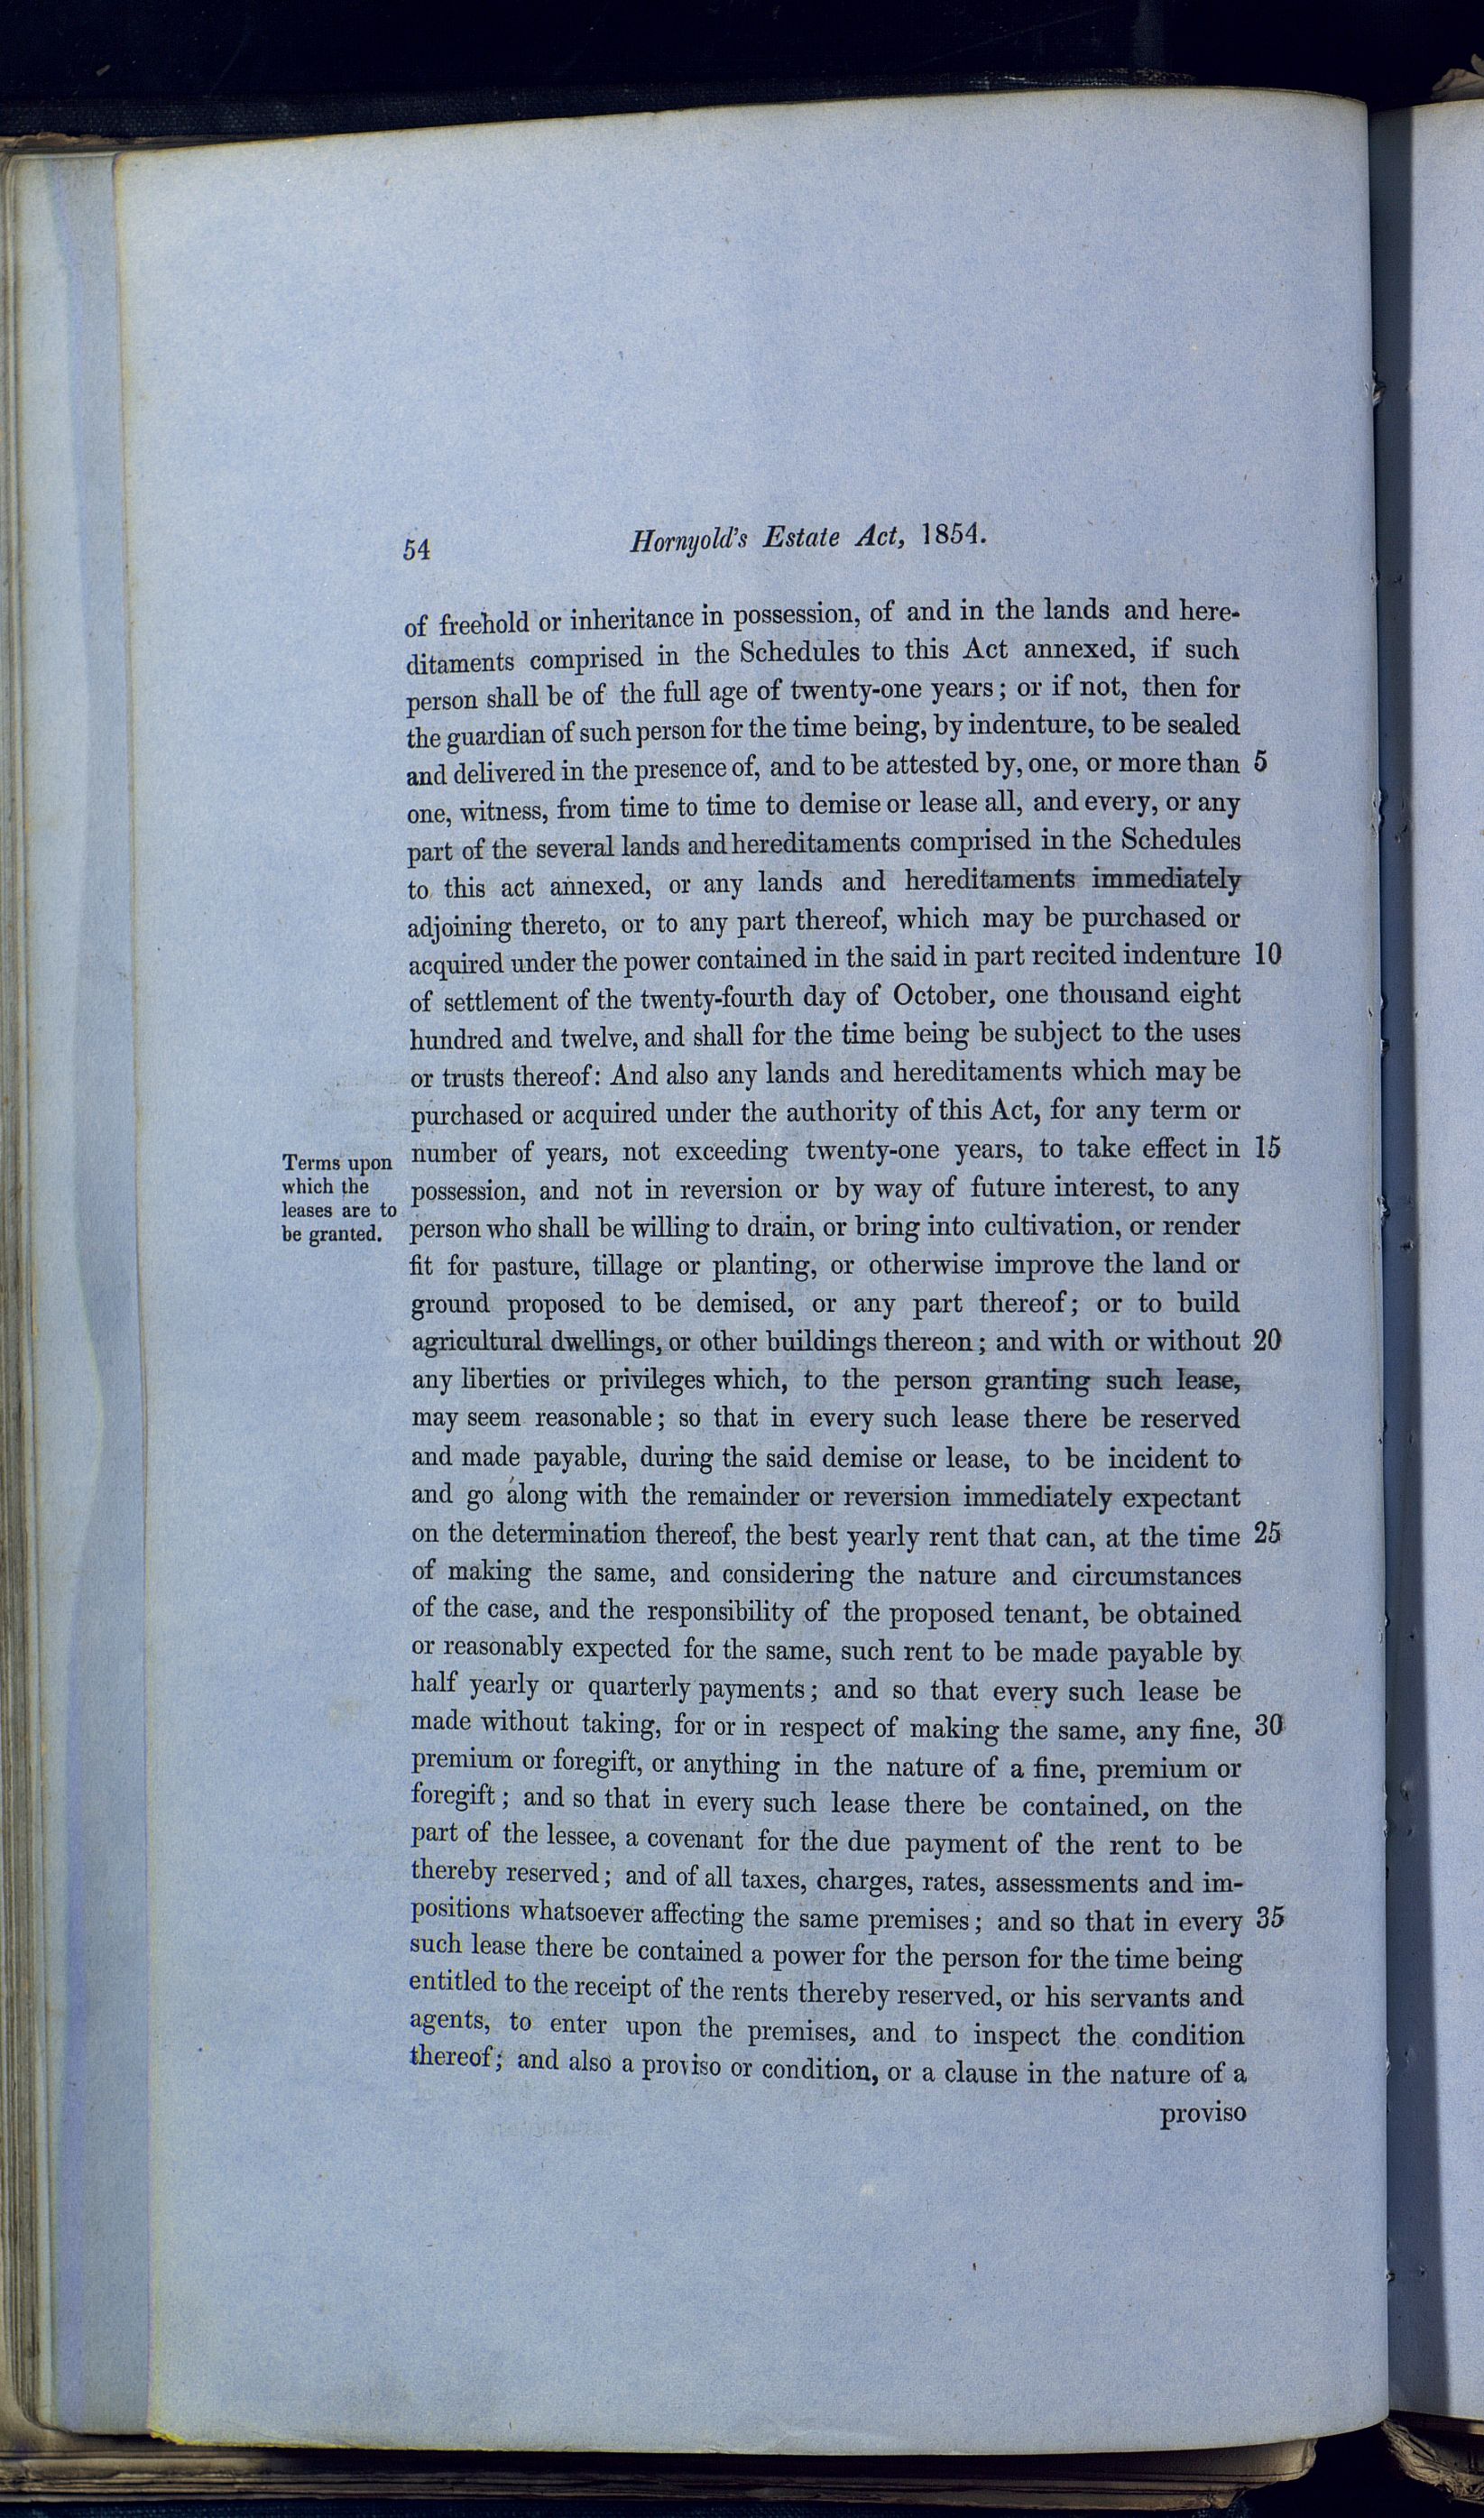 54
Hornyold's Estate Act, 1854.
of freehold or inheritance in possession, of and in the lands and here-
ditaments comprised in the Schedules to this Act annexed, if such
person shall be of the full age of twenty-one years; or if not, then for
the guardian of such person for the time being, by indenture, to be sealed
and delivered in the presence of, and to be attested by, one, or more than 5
one, witness, from time to time to demise or lease all, and every, or any
part of the several lands and hereditaments comprised in the Schedules
to this act annexed, or any lands and hereditaments immediately
adjoining thereto, or to any part thereof, which may be purchased or
acquired under the power contained in the said in part recited indenture 10
of settlement of the twenty-fourth day of October, one thousand eight
hundred and twelve, and shall for the time being be subject to the uses
or trusts thereof: And also any lands and hereditaments which may be
purchased or acquired under the authority of this Act, for any term or
number of years, not exceeding twenty-one years, to take effect in 15
possession, and not in reversion or by way of future interest, to any
person who shall be willing to drain, or bring into cultivation, or render
fit for pasture, tillage or planting, or otherwise improve the land or
ground proposed to be demised, or any part thereof; or to build
agricultural dwellings, or other buildings thereon; and with or without 20
any liberties or privileges which, to the person granting such lease,
may seem reasonable; so that in every such lease there be reserved
and made payable, during the said demise or lease, to be incident to
and go along with the remainder or reversion immediately expectant
on the determination thereof, the best yearly rent that can, at the time 25
of making the same, and considering the nature and circumstances
of the case, and the responsibility of the proposed tenant, be obtained
or reasonably expected for the same, such rent to be made payable by
half yearly or quarterly payments; and so that every such lease be
made without taking, for or in respect of making the same, any fine, 30
premium or foregift, or anything in the nature of a fine, premium or
foregift; and so that in every such lease there be contained, on the
part of the lessee, a covenant for the due payment of the rent to be
thereby reserved; and of all taxes, charges, rates, assessments and im-
positions whatsoever affecting the same premises; and so that in every 35
such lease there be contained a power for the person for the time being
entitled to the receipt of the rents thereby reserved, or his servants and
agents, to enter upon the premises, and to inspect the condition
thereof; and also a proviso or condition, or a clause in the nature of a
proviso
Terms upon
which the
leases are to
be granted.